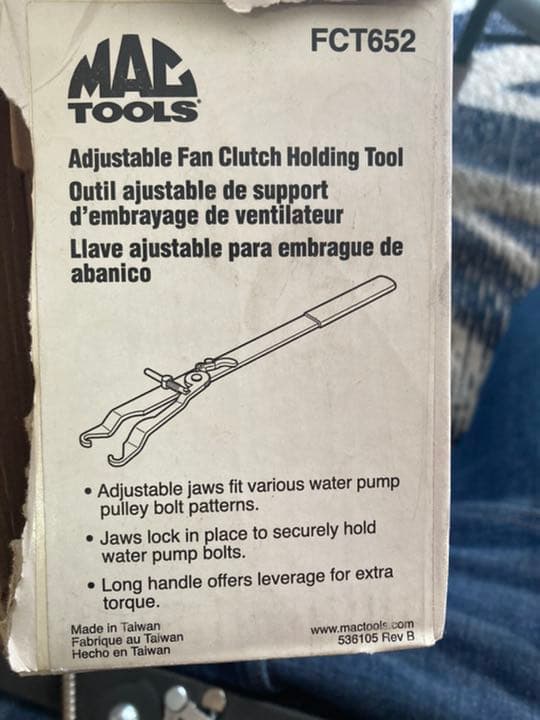 FCT652
MAC
TOOLS®
Adjustable Fan Clutch Holding Tool
Outil ajustable de support
d'embrayage de ventilateur
Llave ajustable para embrague de
abanico
• Adjustable jaws fit various water pump
pulley bolt patterns.
• Jaws lock in place to securely hold
water pump bolts.
• Long handle offers leverage for extra
torque.
Made in Taiwan
Fabrique au Taiwan
Hecho en Taiwan
www.mactools.com
536105 Rev B